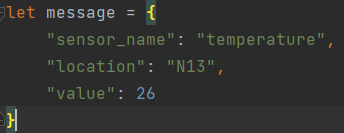 let message = {
    "sensor_name": "temperature",
    "location": "N13",
    "value": 26
}